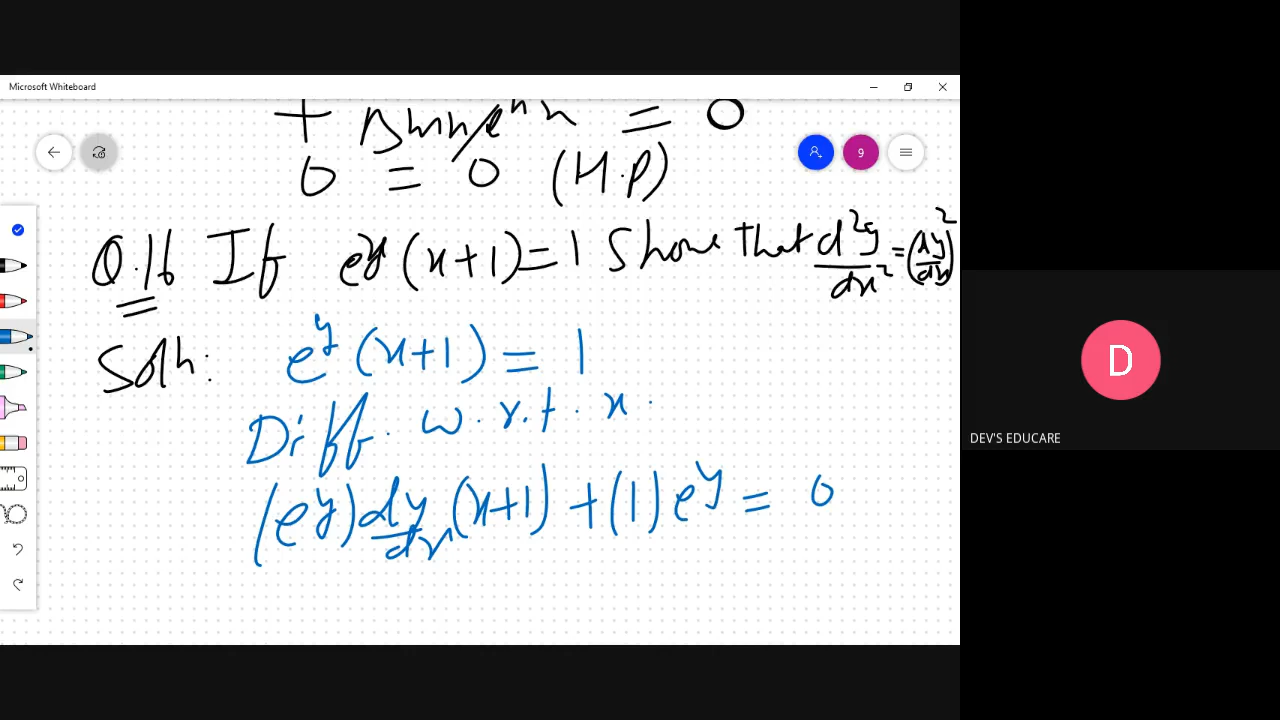 Microsoft Whiteboard
= 0
0 = 0 (H.P)
9
Q.16 If e^y (x+1) = 1 Show that d²y/dx² = (dy/dx)²
Soln: e^y (x+1) = 1
Diff. w.r.t. x.
(e^y) dy/dx (x+1) + (1) e^y = 0
D
DEV'S EDUCARE